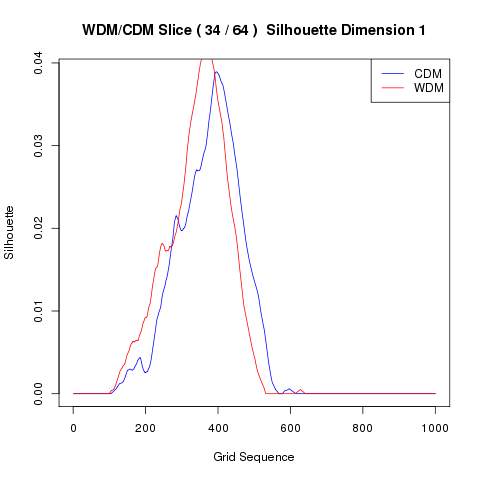 WDM/CDM Slice ( 34 / 64 )  Silhouette Dimension 1
CDM
WDM
Silhouette
0.04
0.03
0.02
0.01
0.00
0 200 400 600 800 1000
Grid Sequence